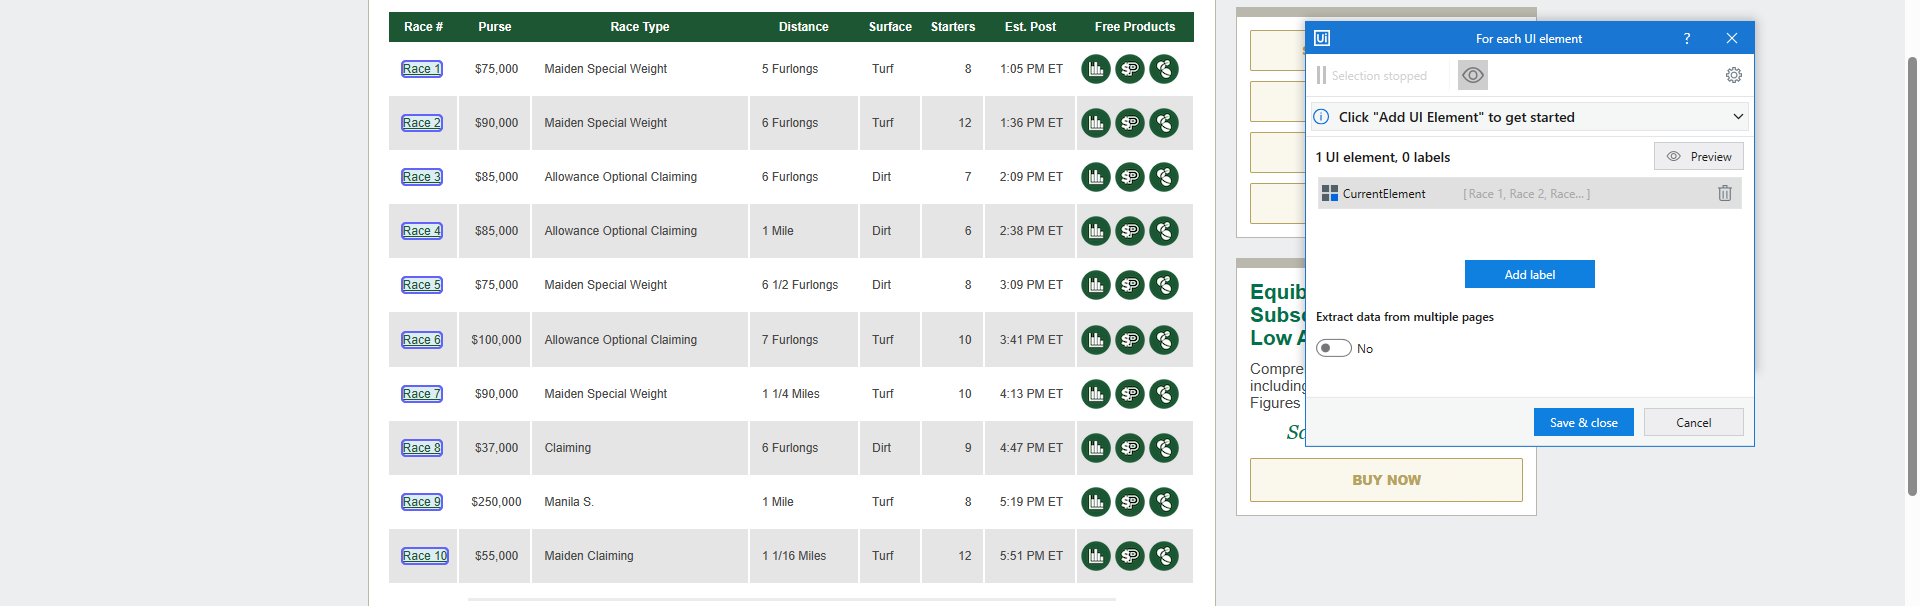 Race # Purse Race Type Distance Surface Starters Est. Post Free Products
Race 1 $75,000 Maiden Special Weight 5 Furlongs Turf 8 1:05 PM ET
Race 2 $90,000 Maiden Special Weight 6 Furlongs Turf 12 1:36 PM ET
Race 3 $85,000 Allowance Optional Claiming 6 Furlongs Dirt 7 2:09 PM ET
Race 4 $85,000 Allowance Optional Claiming 1 Mile Dirt 6 2:38 PM ET
Race 5 $75,000 Maiden Special Weight 6 1/2 Furlongs Dirt 8 3:09 PM ET
Race 6 $100,000 Allowance Optional Claiming 7 Furlongs Turf 10 3:41 PM ET
Race 7 $90,000 Maiden Special Weight 1 1/4 Miles Turf 10 4:13 PM ET
Race 8 $37,000 Claiming 6 Furlongs Dirt 9 4:47 PM ET
Race 9 $250,000 Manila S. 1 Mile Turf 8 5:19 PM ET
Race 10 $55,000 Maiden Claiming 1 1/16 Miles Turf 12 5:51 PM ET
Equib
Subs
Low A
Compre
including
Figures
BUY NOW
Ui For each UI element ?
Selection stopped
Click "Add UI Element" to get started
1 UI element, 0 labels Preview
CurrentElement [ Race 1, Race 2, Race... ]
Add label
Extract data from multiple pages
No
Save & close Cancel